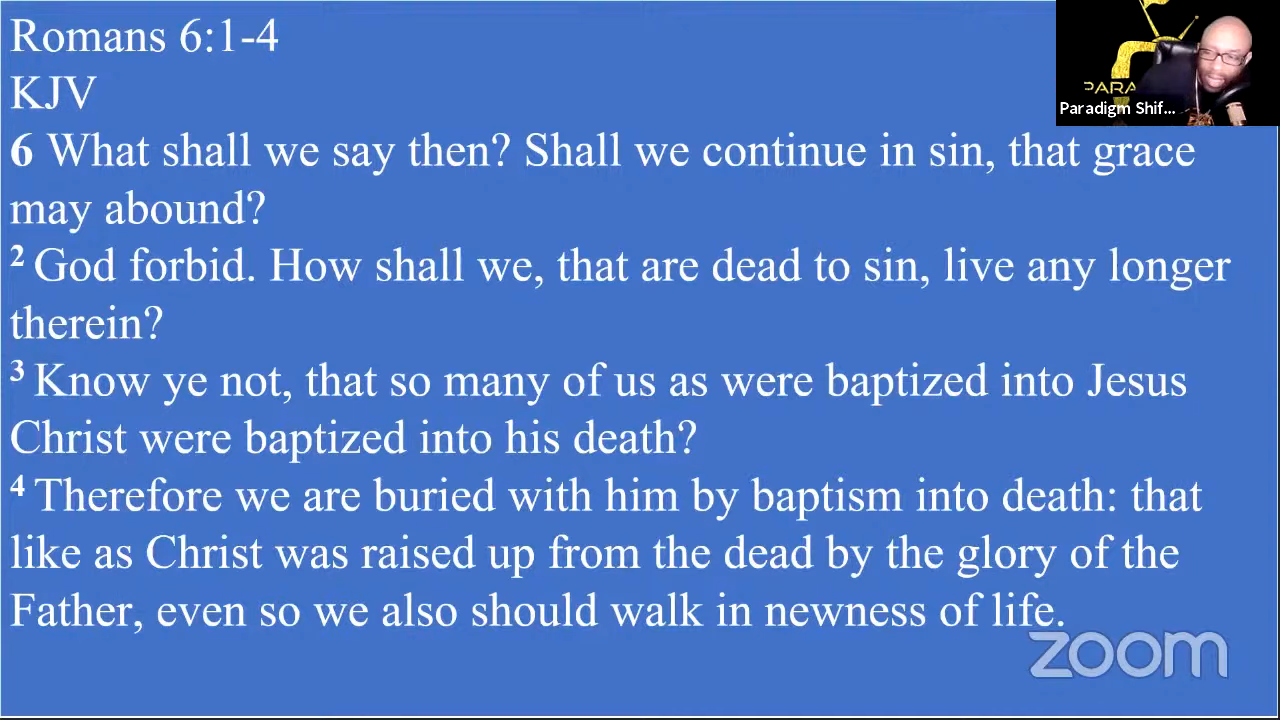 Romans 6:1-4
KJV
6 What shall we say then? Shall we continue in sin, that grace
may abound?
2 God forbid. How shall we, that are dead to sin, live any longer
therein?
3 Know ye not, that so many of us as were baptized into Jesus
Christ were baptized into his death?
4 Therefore we are buried with him by baptism into death: that
like as Christ was raised up from the dead by the glory of the
Father, even so we also should walk in newness of life.
PARA
Paradigm Shif...
zoom